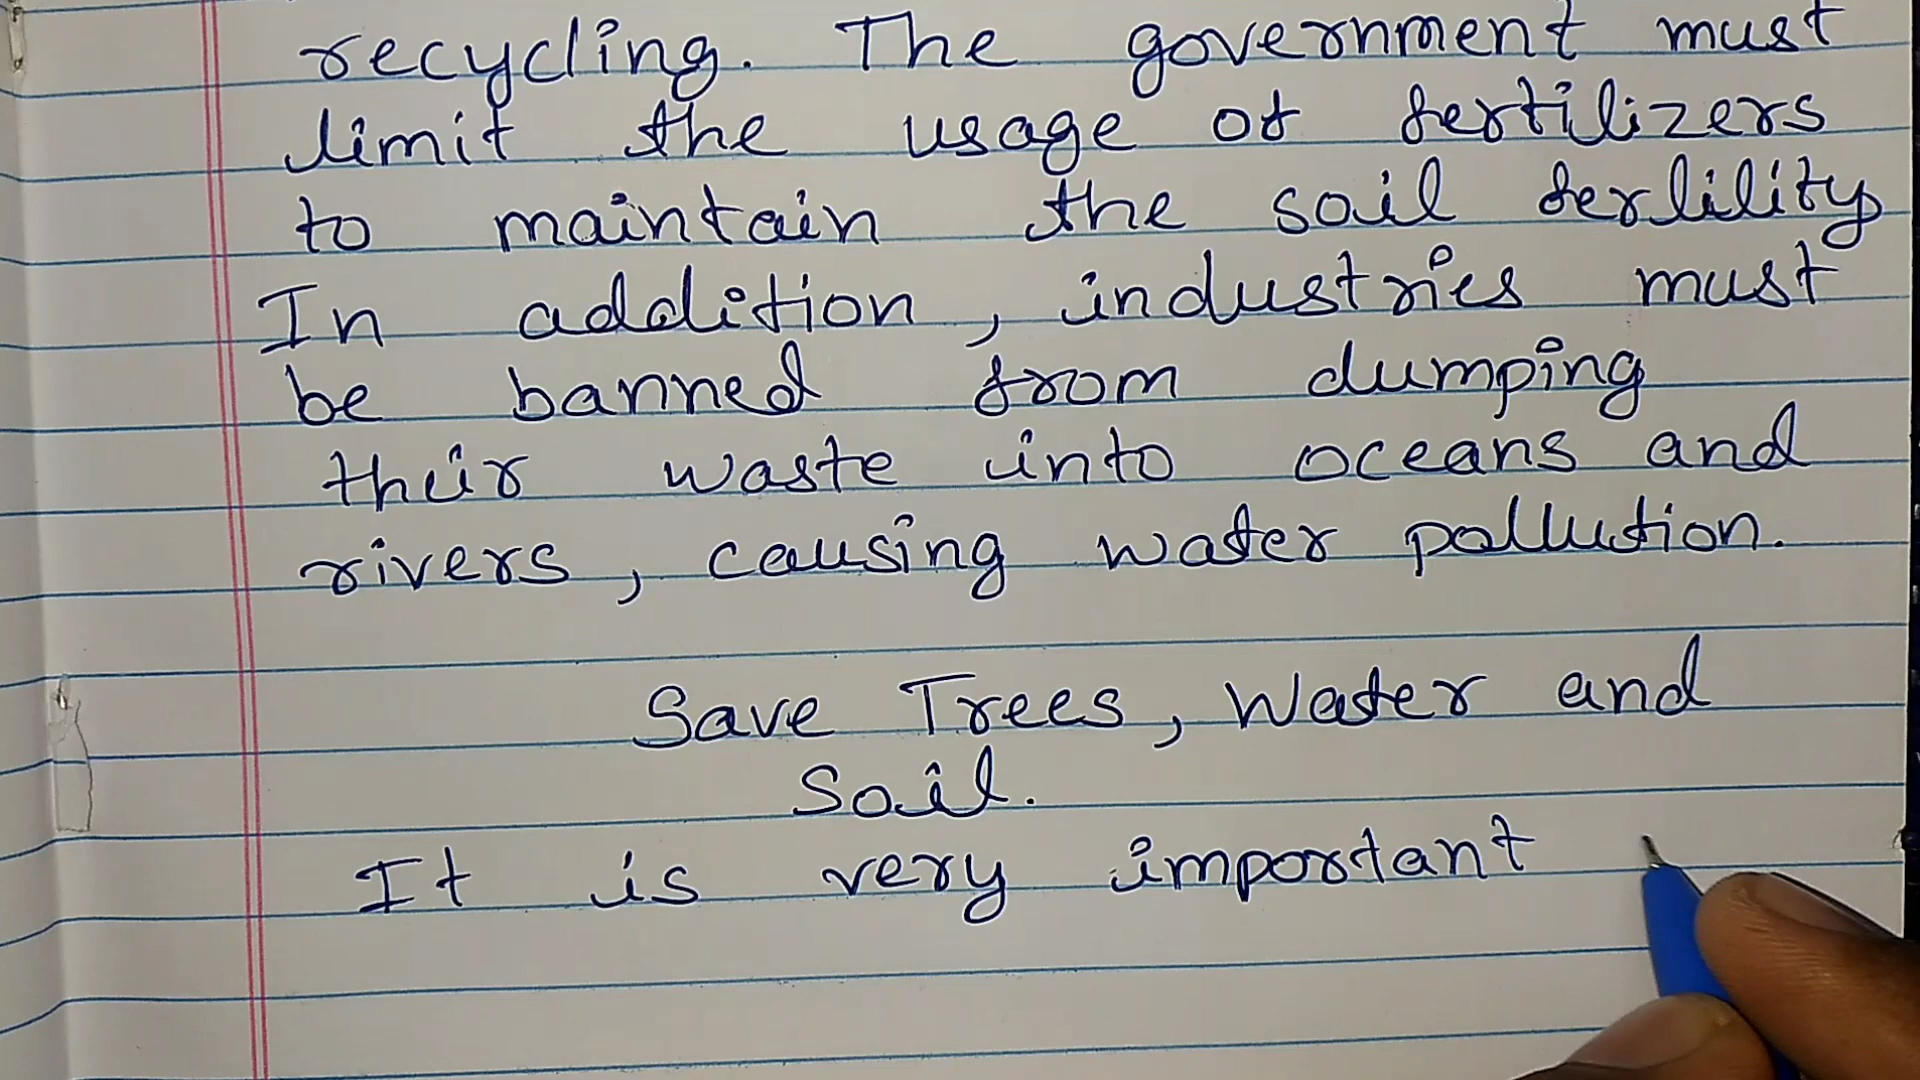 recycling. The government must
limit the usage of fertilizers
to maintain the soil ferlility
In addition, industries must
be banned from dumping
their waste into oceans and
rivers, causing water pollution.
Save Trees, Water and
Soil.
It is very important